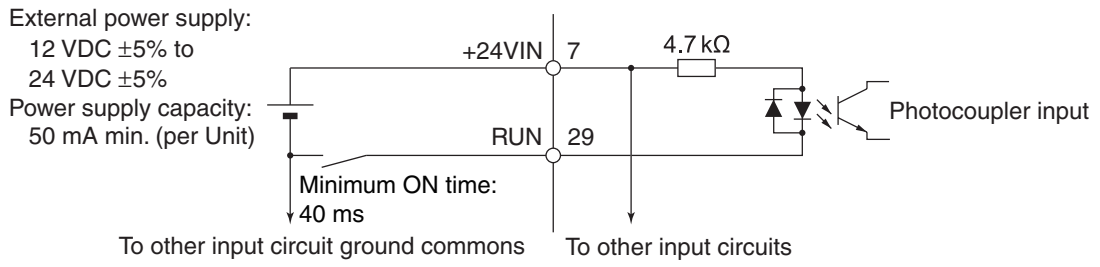 External power supply:
12 VDC ±5% to
24 VDC ±5%
Power supply capacity:
50 mA min. (per Unit)
+24VIN 7
4.7 kΩ
Photocoupler input
RUN 29
Minimum ON time:
40 ms
To other input circuit ground commons
To other input circuits